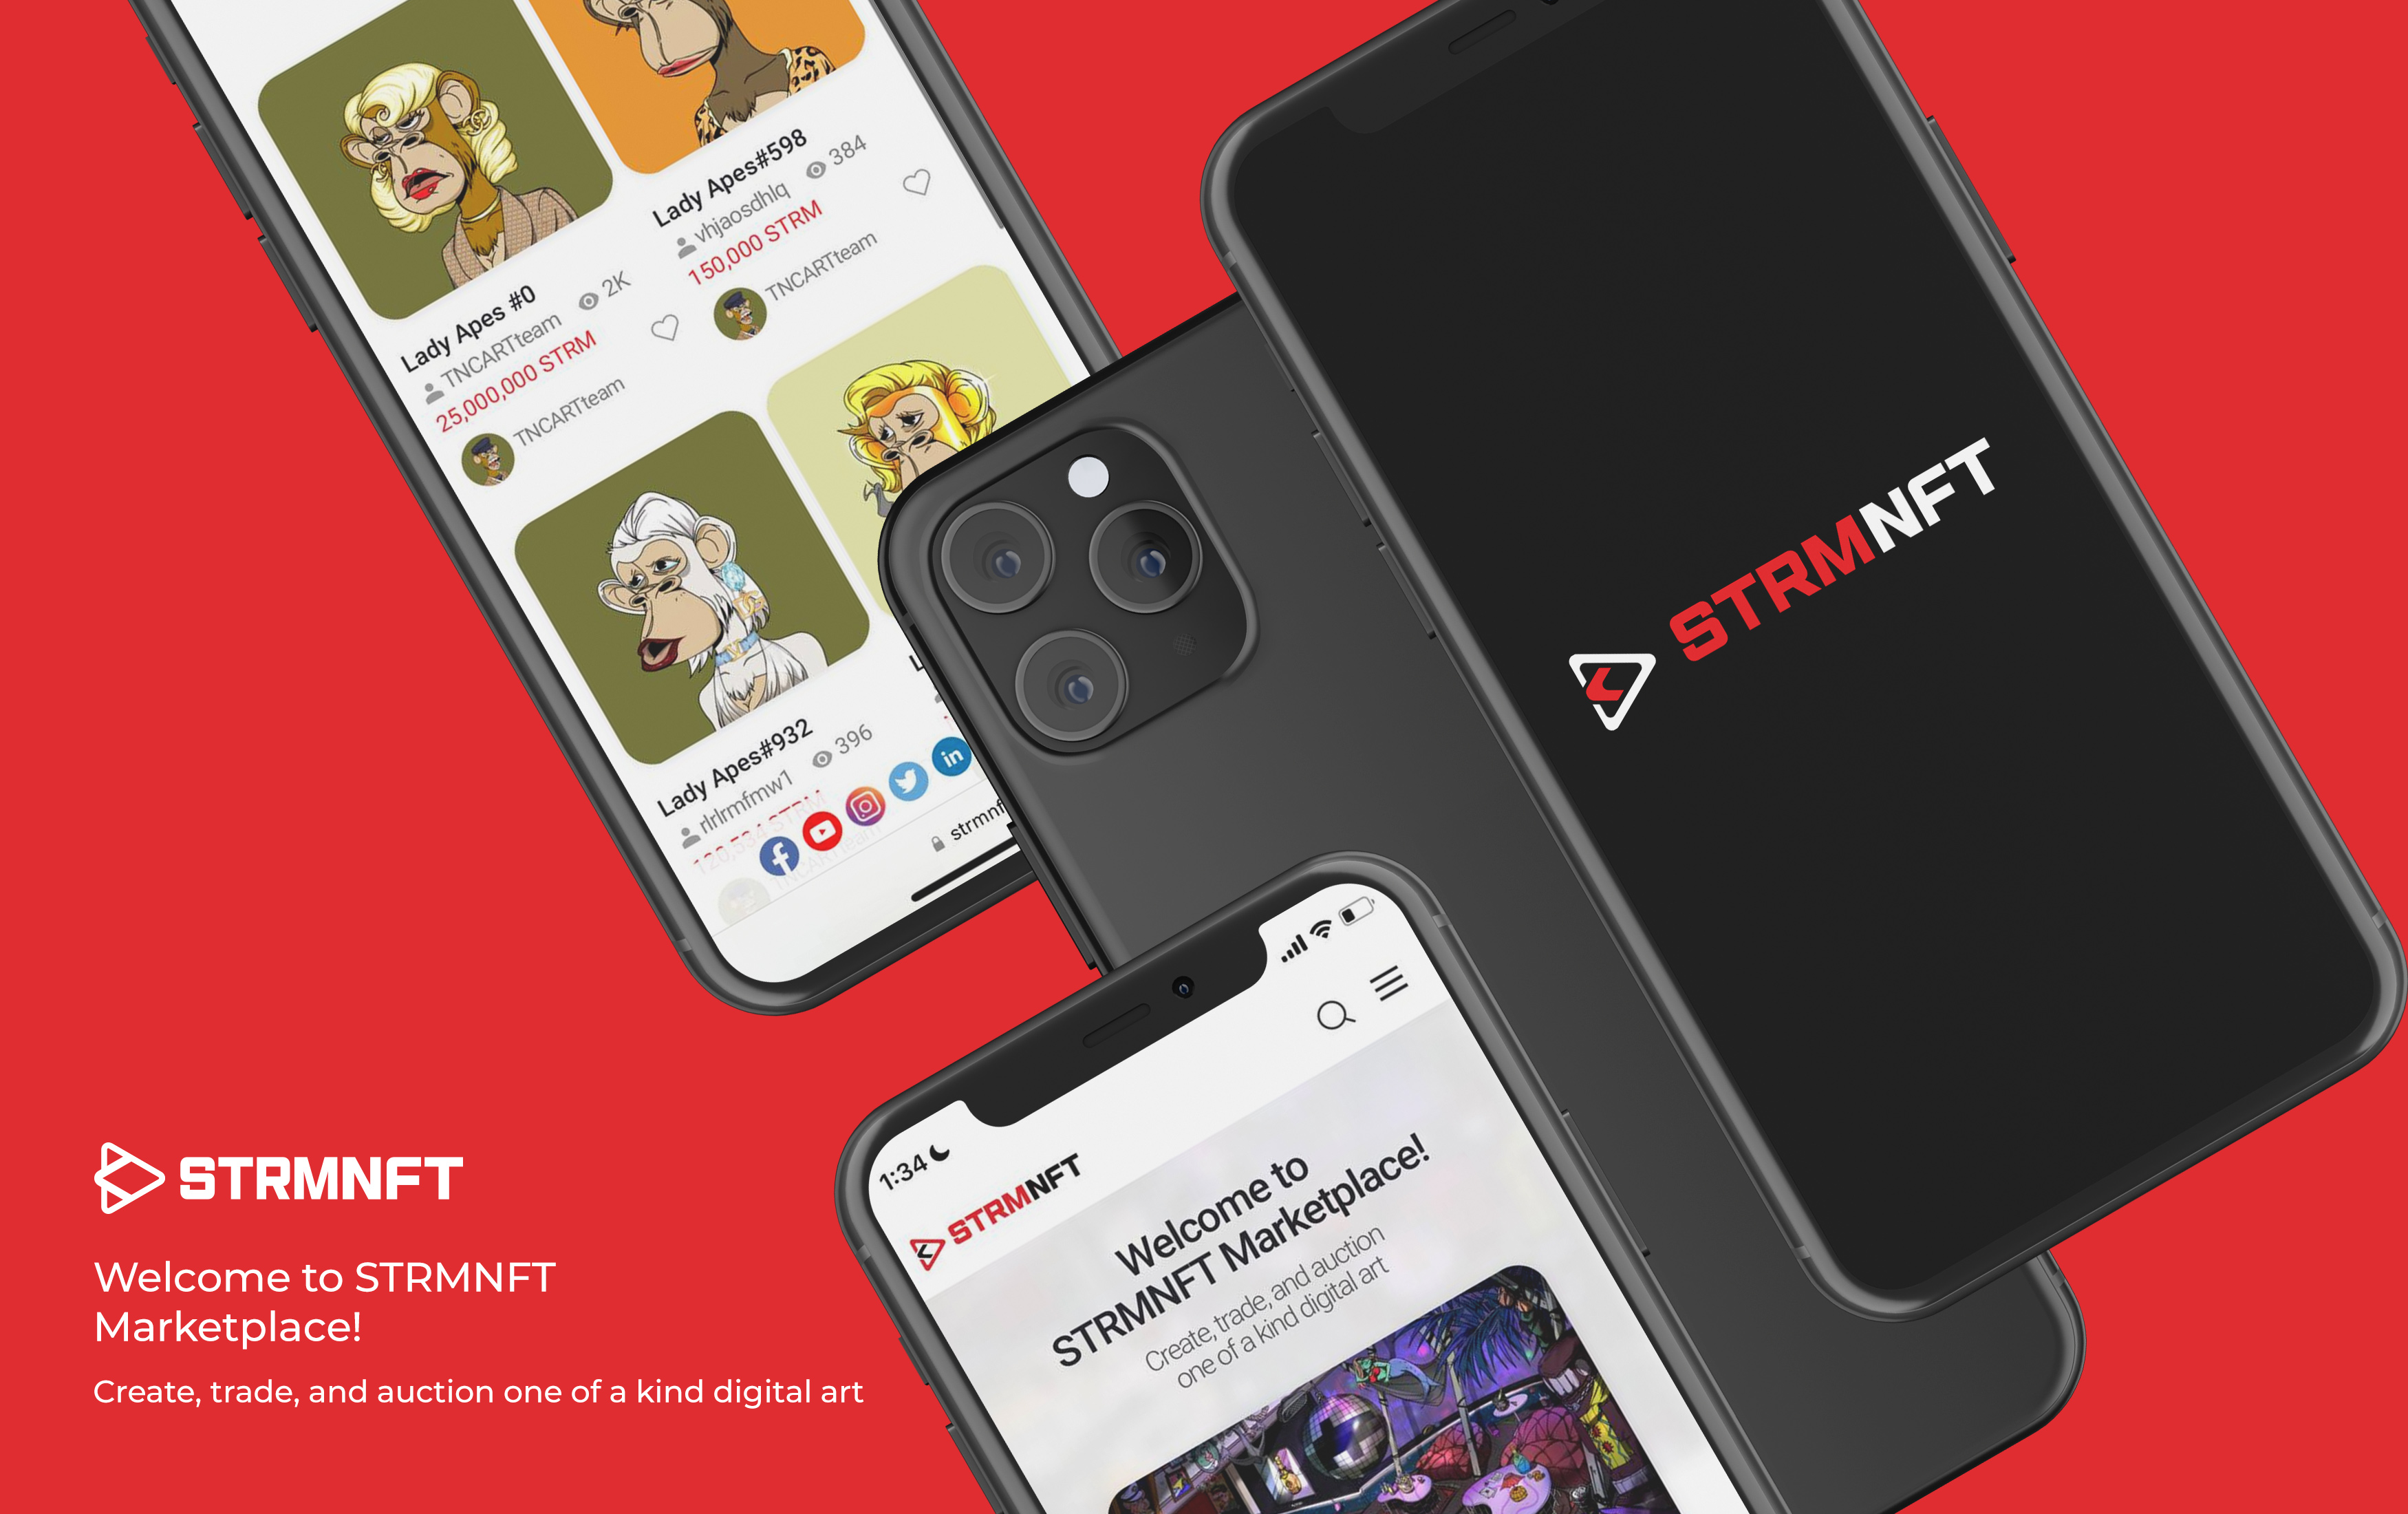 Lady Apes #0
TNCARTteam 2K
25,000,000 STRM
TNCARTteam
Lady Apes#598
vhjaosdhlq 384
150,000 STRM
TNCARTteam
Lady Apes#932
rlrlrmfmw1 396
120,534 STRM
TNCARTteam
in
STRMNFT
1:34
STRMNFT
Welcome to
STRMNFT Marketplace!
Create, trade, and auction
one of a kind digital art
STRMNFT
Welcome to STRMNFT
Marketplace!
Create, trade, and auction one of a kind digital art